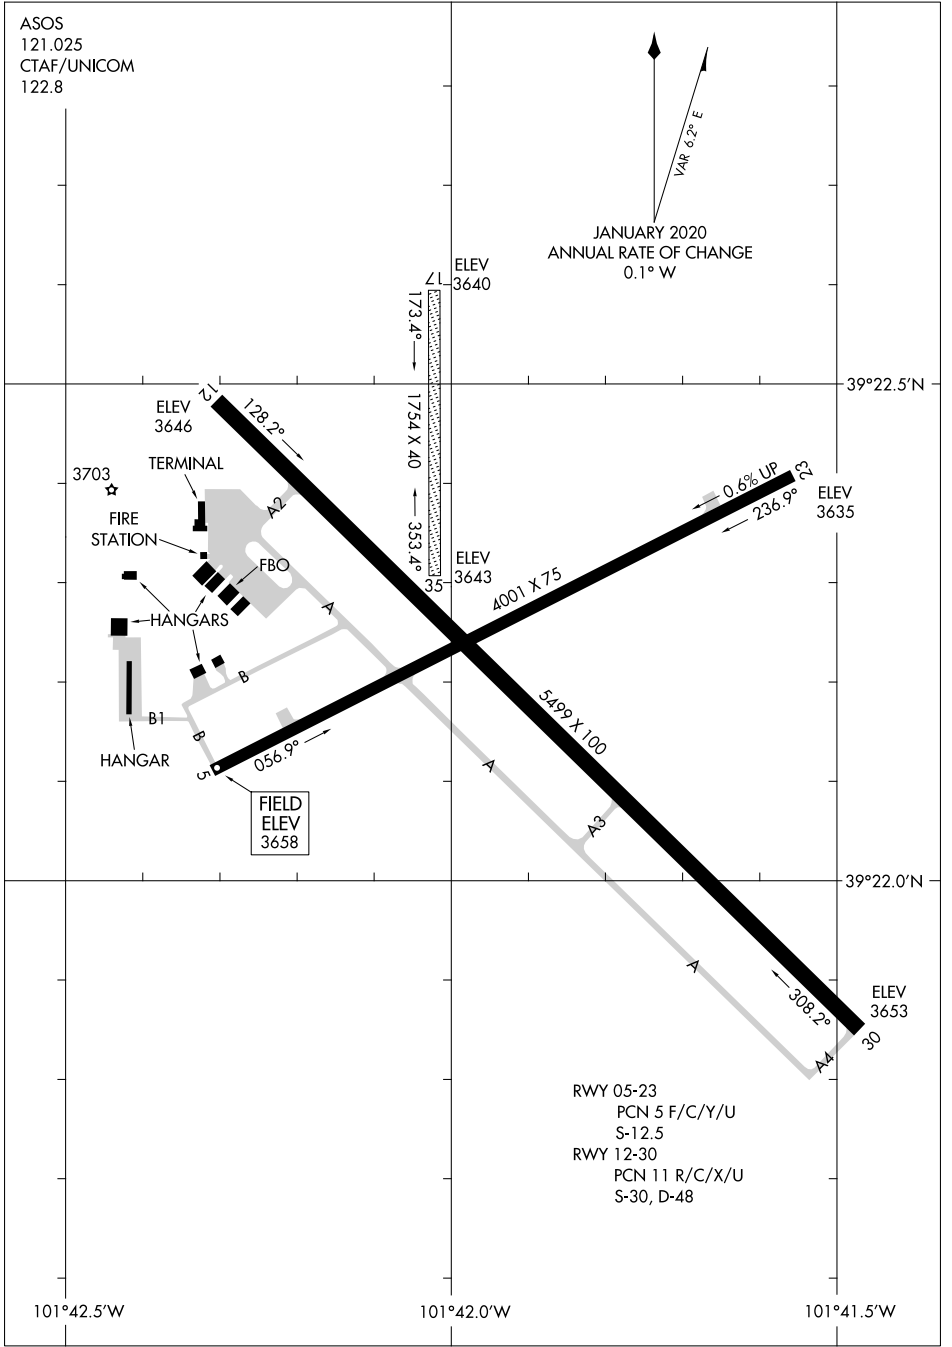 ASOS
121.025
CTAF/UNICOM
122.8
VAR 6.2° E
JANUARY 2020
ANNUAL RATE OF CHANGE
0.1° W
ELEV
3640
17
173.4°
1754 X 40
353.4°
35
ELEV
3643
39°22.5'N
12
ELEV
3646
128.2°
TERMINAL
3703
A2
FIRE
STATION
FBO
HANGARS
A
B
B1
B
HANGAR
5
056.9°
FIELD
ELEV
3658
4001 X 75
0.6% UP
236.9°
23
ELEV
3635
5499 X 100
A
A3
39°22.0'N
A
308.2°
ELEV
3653
30
A4
RWY 05-23
PCN 5 F/C/Y/U
S-12.5
RWY 12-30
PCN 11 R/C/X/U
S-30, D-48
101°42.5'W
101°42.0'W
101°41.5'W